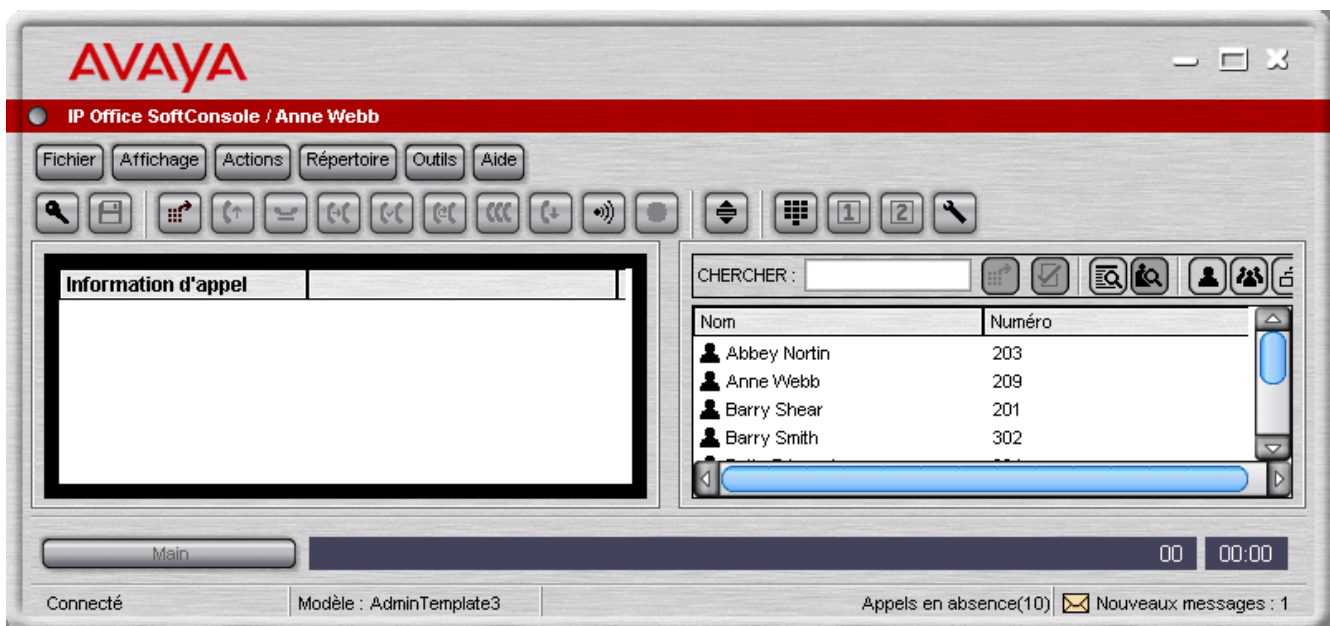 AVAYA
IP Office SoftConsole / Anne Webb
Fichier Affichage Actions Répertoire Outils Aide
1 2
Information d'appel
CHERCHER :
Nom Numéro
Abbey Nortin 203
Anne Webb 209
Barry Shear 201
Barry Smith 302
Main 00 00:00
Connecté Modèle : AdminTemplate3 Appels en absence(10) Nouveaux messages : 1